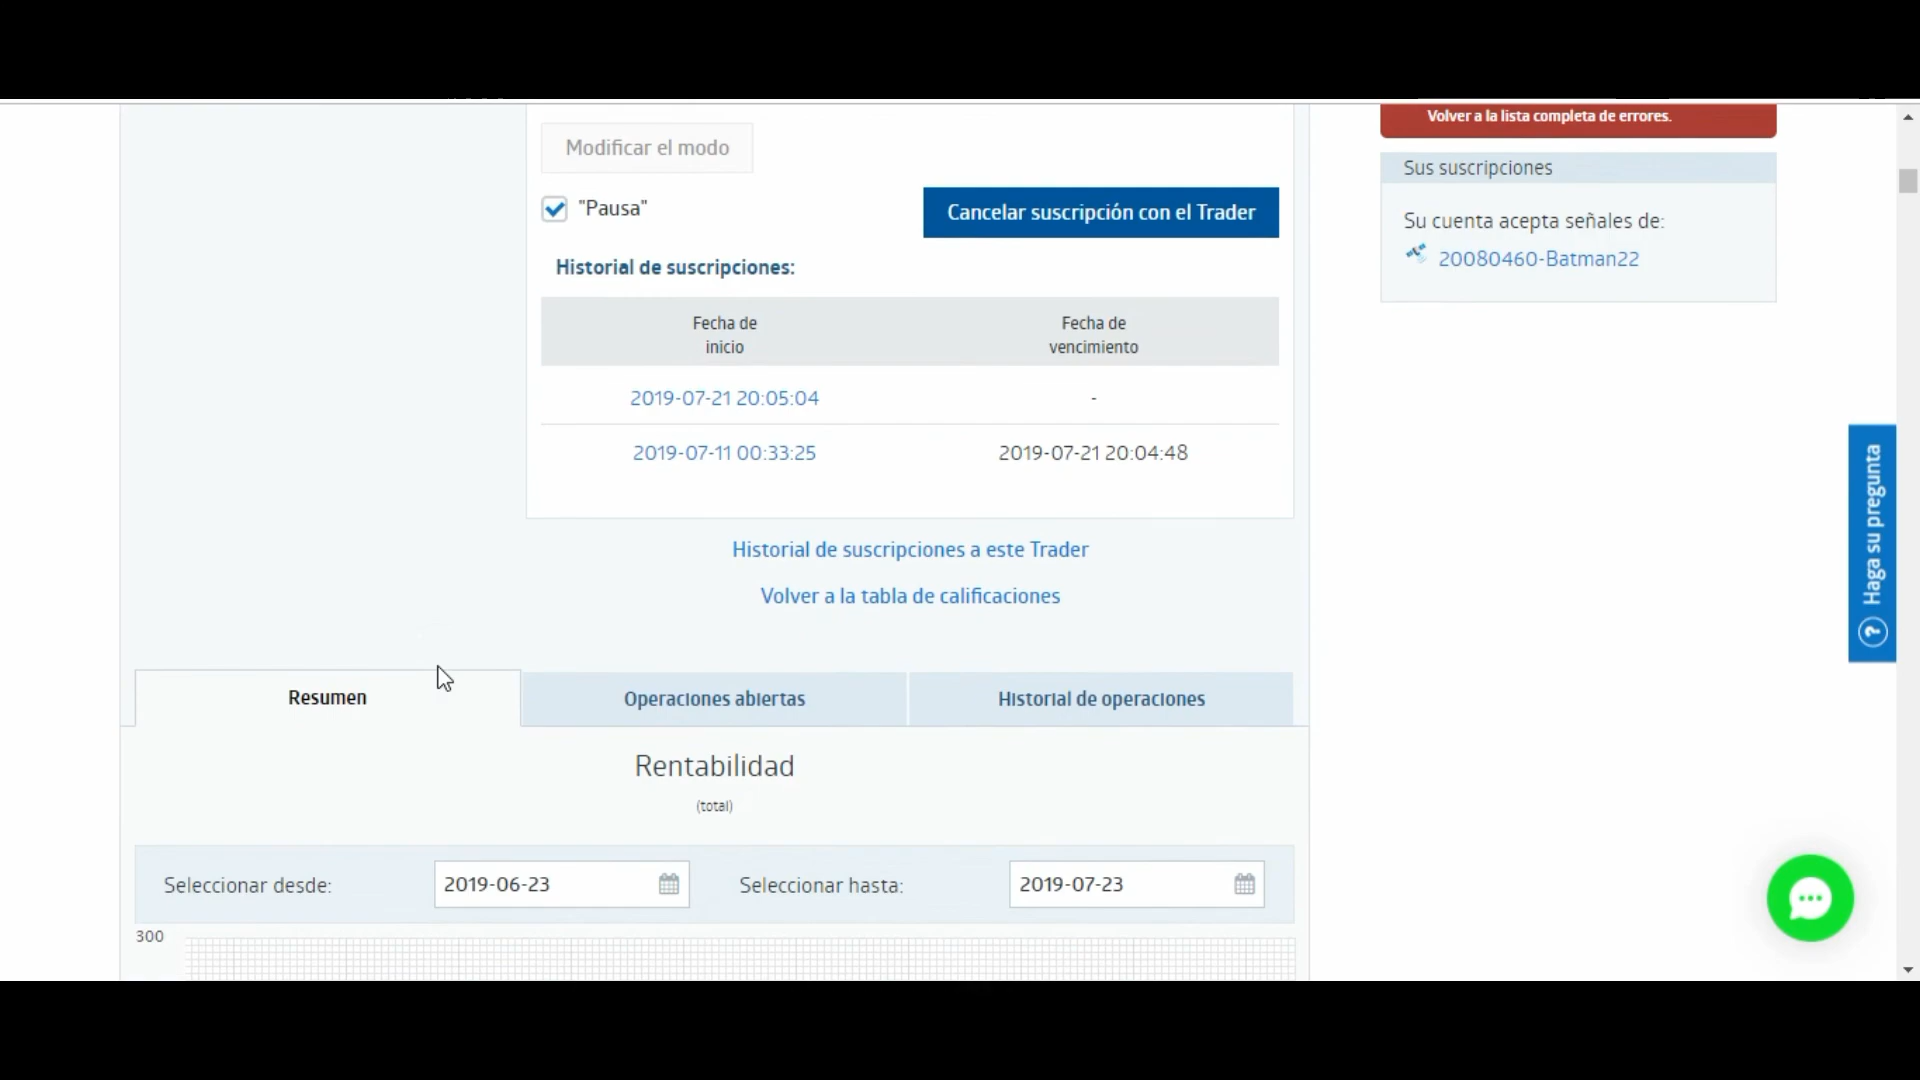 Modificar el modo
"Pausa"
Cancelar suscripción con el Trader
Historial de suscripciones:
Fecha de
inicio
Fecha de
vencimiento
2019-07-21 20:05:04
-
2019-07-11 00:33:25
2019-07-21 20:04:48
Historial de suscripciones a este Trader
Volver a la tabla de calificaciones
Volver a la lista completa de errores.
Sus suscripciones
Su cuenta acepta señales de:
20080460-Batman22
Haga su pregunta
?
Resumen
Operaciones abiertas
Historial de operaciones
Rentabilidad
(total)
Seleccionar desde:
2019-06-23
Seleccionar hasta:
2019-07-23
300